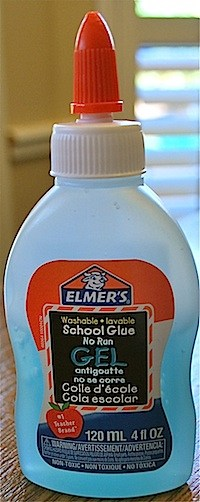 ELMER'S
Washable • lavable
School Glue
No Run
GEL
antigoutte
no se corre
Colle d'école
Cola escolar
#1
Teacher
Brand
120 mL 4 fl OZ
WARNING/AVERTISSEMENT/ADVERTENCIA:
NON-TOXIC • NON TOXIQUE • NO TOXICA